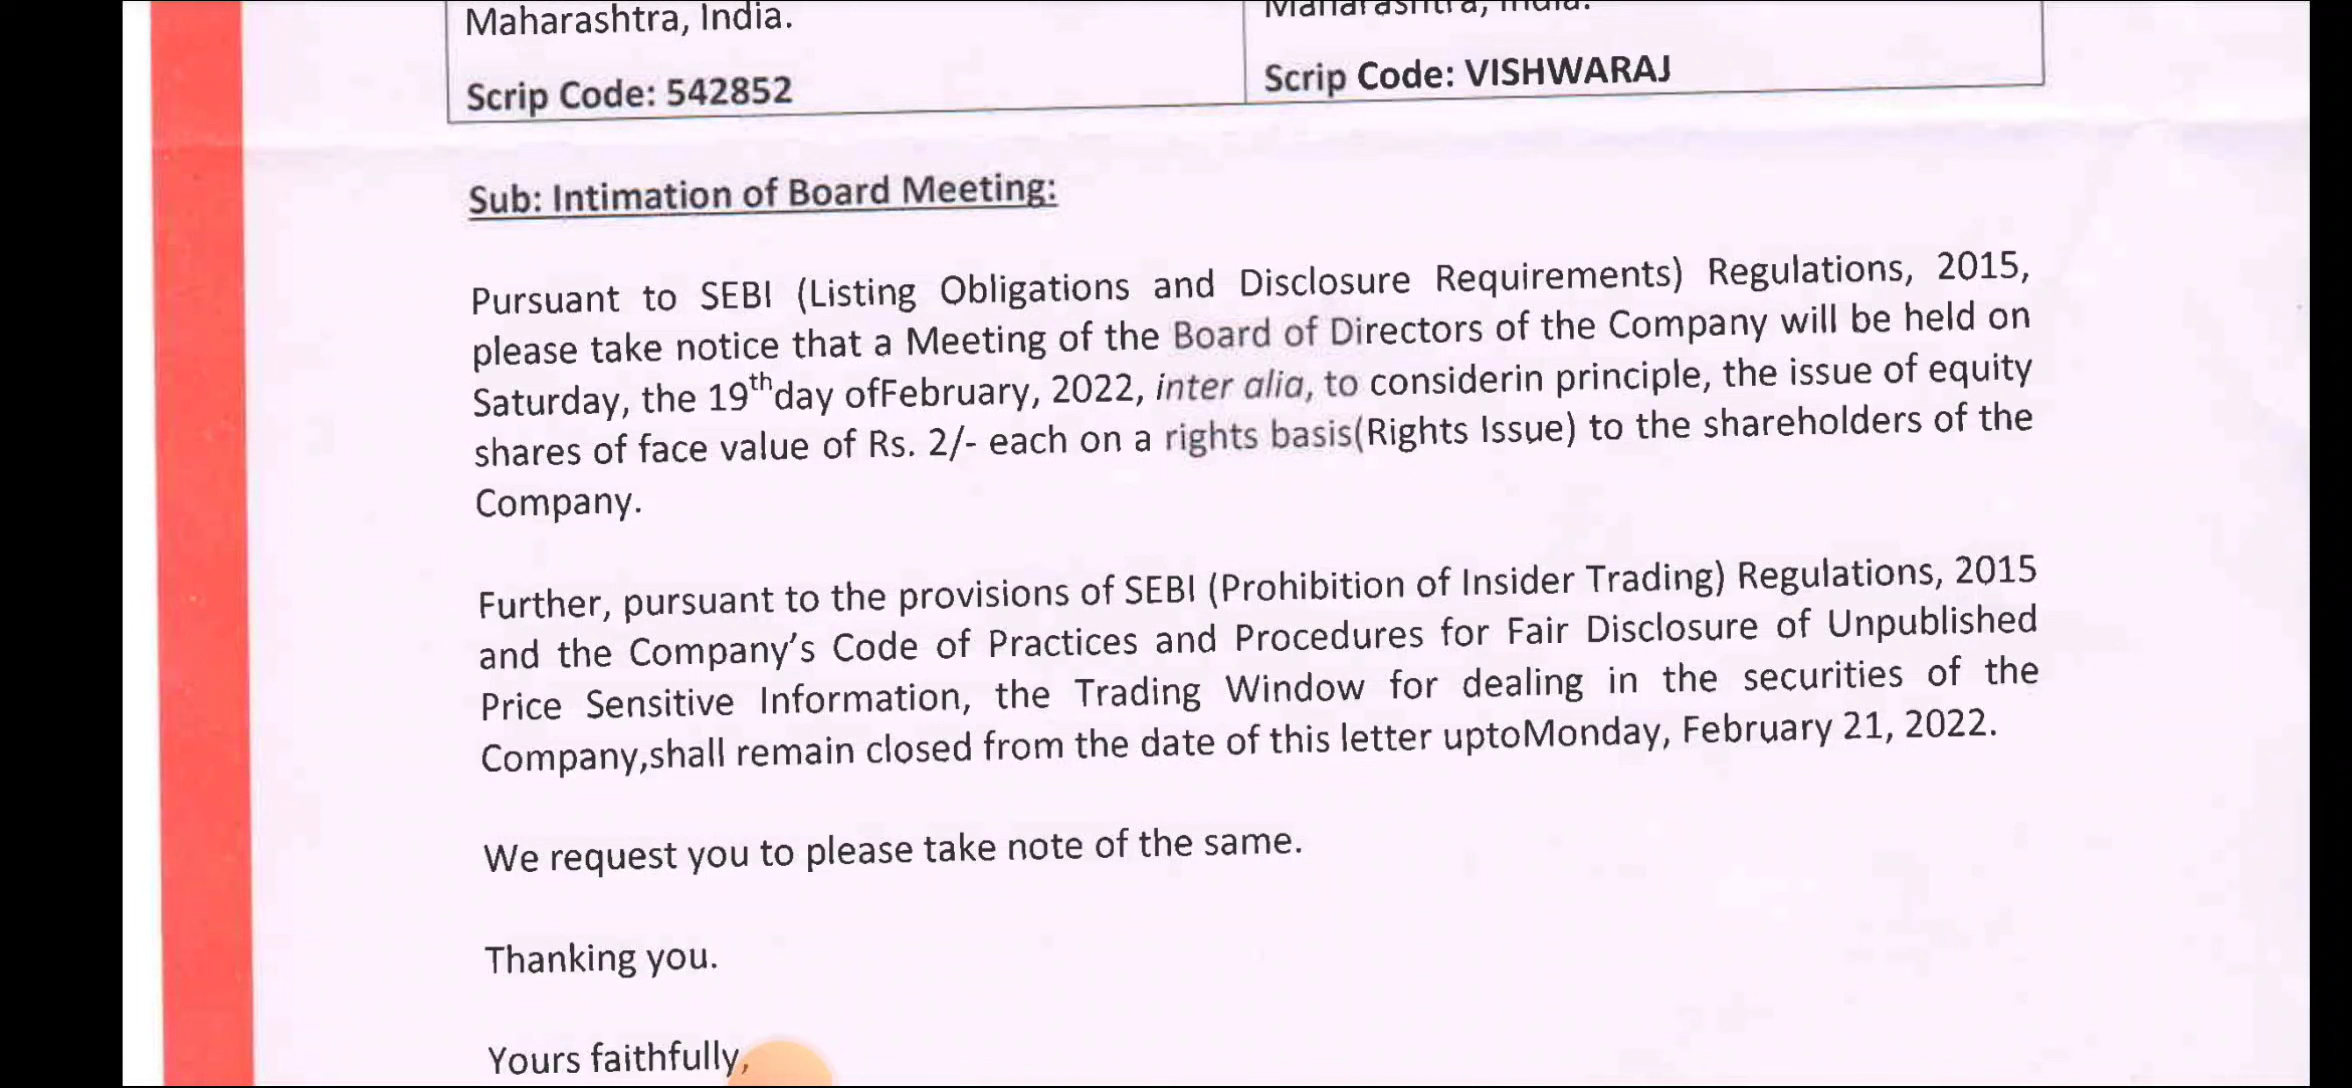 Maharashtra, India.
Maharashtra, India.
Scrip Code: 542852
Scrip Code: VISHWARAJ
Sub: Intimation of Board Meeting:
Pursuant to SEBI (Listing Obligations and Disclosure Requirements) Regulations, 2015,
please take notice that a Meeting of the Board of Directors of the Company will be held on
Saturday, the 19thday ofFebruary, 2022, inter alia, to considerin principle, the issue of equity
shares of face value of Rs. 2/- each on a rights basis(Rights Issue) to the shareholders of the
Company.
Further, pursuant to the provisions of SEBI (Prohibition of Insider Trading) Regulations, 2015
and the Company's Code of Practices and Procedures for Fair Disclosure of Unpublished
Price Sensitive Information, the Trading Window for dealing in the securities of the
Company,shall remain closed from the date of this letter uptoMonday, February 21, 2022.
We request you to please take note of the same.
Thanking you.
Yours faithfully,